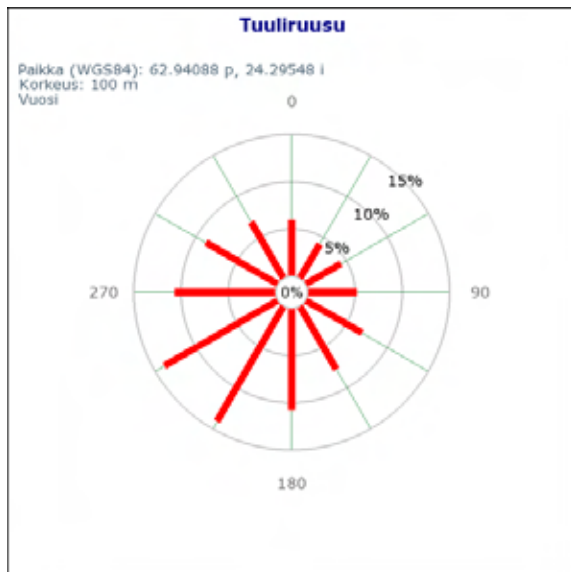 Tuuliruusu
Paikka (WGS84): 62.94088 p, 24.29548 i
Korkeus: 100 m
Vuosi
0
15%
10%
5%
270
0%
90
180